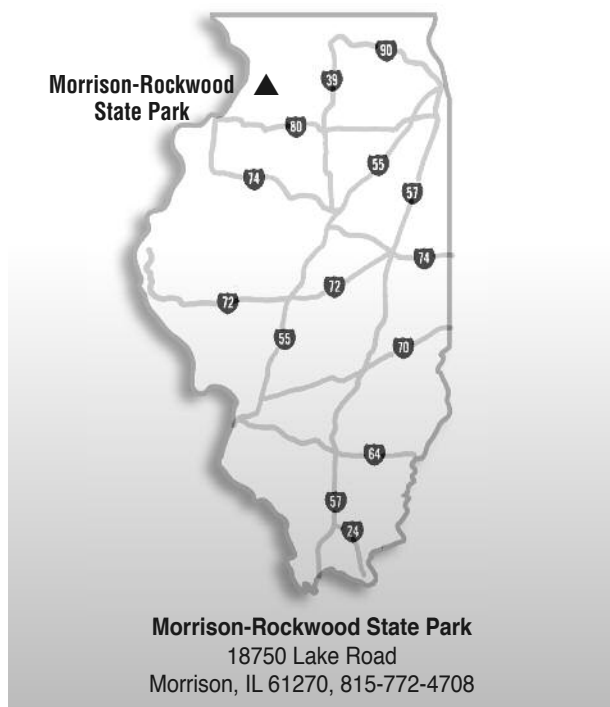 90
39
Morrison-Rockwood
State Park
80
55
74
57
74
72
72
55
70
64
57
24
Morrison-Rockwood State Park
18750 Lake Road
Morrison, IL 61270, 815-772-4708